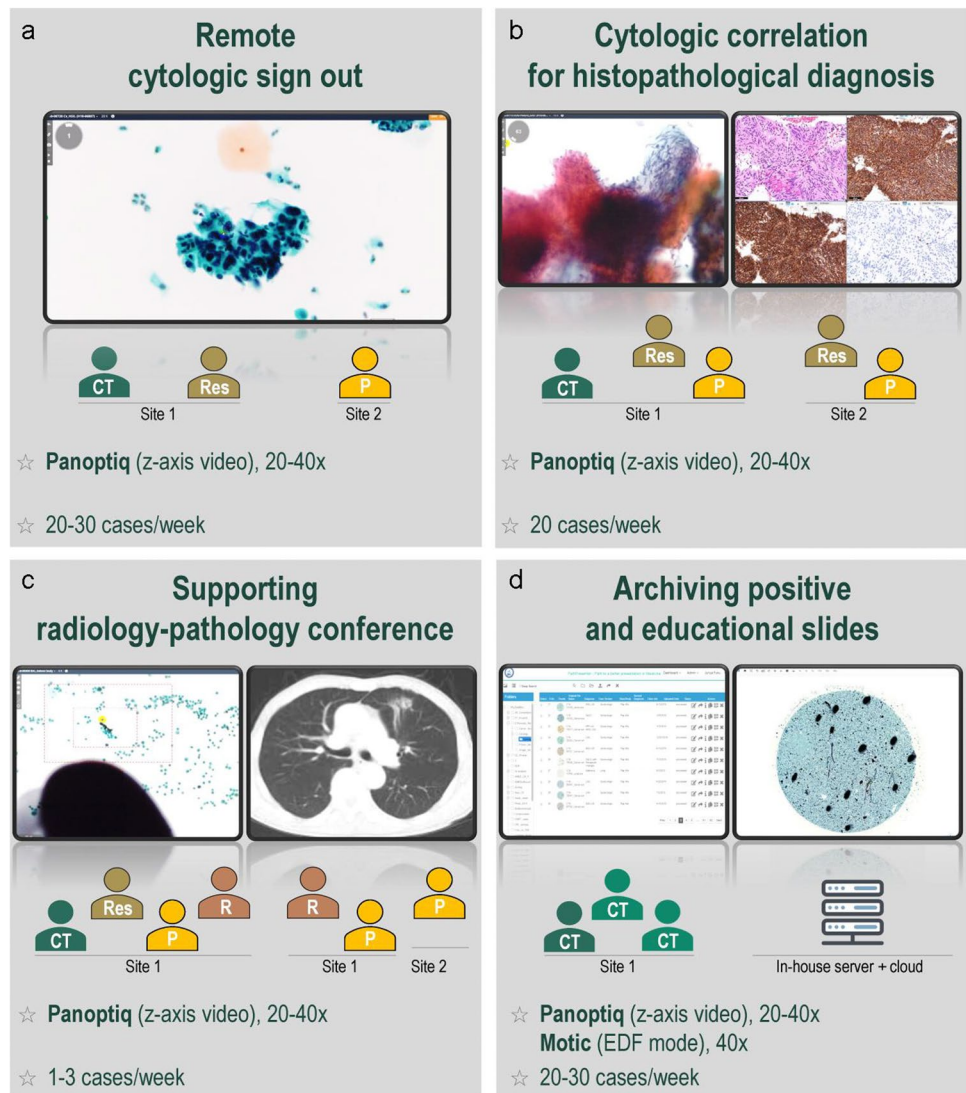 a
Remote
cytologic sign out
CT
Res
P
Site 1
Site 2
☆ Panoptiq (z-axis video), 20-40x
☆ 20-30 cases/week
b
Cytologic correlation
for histopathological diagnosis
Res
Res
CT
P
P
Site 1
Site 2
☆ Panoptiq (z-axis video), 20-40x
☆ 20 cases/week
c
Supporting
radiology-pathology conference
Res
R
R
P
CT
P
P
Site 1
Site 1
Site 2
☆ Panoptiq (z-axis video), 20-40x
☆ 1-3 cases/week
d
Archiving positive
and educational slides
CT
CT
CT
Site 1
In-house server + cloud
☆ Panoptiq (z-axis video), 20-40x
Motic (EDF mode), 40x
☆ 20-30 cases/week